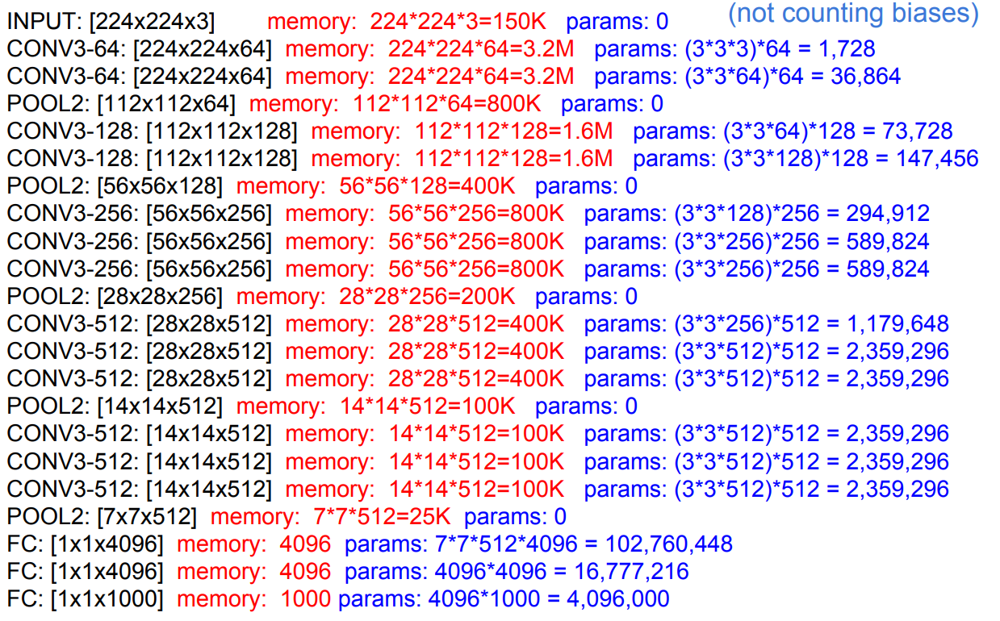 (not counting biases)
INPUT: [224x224x3] memory: 224*224*3=150K params: 0
CONV3-64: [224x224x64] memory: 224*224*64=3.2M params: (3*3*3)*64 = 1,728
CONV3-64: [224x224x64] memory: 224*224*64=3.2M params: (3*3*64)*64 = 36,864
POOL2: [112x112x64] memory: 112*112*64=800K params: 0
CONV3-128: [112x112x128] memory: 112*112*128=1.6M params: (3*3*64)*128 = 73,728
CONV3-128: [112x112x128] memory: 112*112*128=1.6M params: (3*3*128)*128 = 147,456
POOL2: [56x56x128] memory: 56*56*128=400K params: 0
CONV3-256: [56x56x256] memory: 56*56*256=800K params: (3*3*128)*256 = 294,912
CONV3-256: [56x56x256] memory: 56*56*256=800K params: (3*3*256)*256 = 589,824
CONV3-256: [56x56x256] memory: 56*56*256=800K params: (3*3*256)*256 = 589,824
POOL2: [28x28x256] memory: 28*28*256=200K params: 0
CONV3-512: [28x28x512] memory: 28*28*512=400K params: (3*3*256)*512 = 1,179,648
CONV3-512: [28x28x512] memory: 28*28*512=400K params: (3*3*512)*512 = 2,359,296
CONV3-512: [28x28x512] memory: 28*28*512=400K params: (3*3*512)*512 = 2,359,296
POOL2: [14x14x512] memory: 14*14*512=100K params: 0
CONV3-512: [14x14x512] memory: 14*14*512=100K params: (3*3*512)*512 = 2,359,296
CONV3-512: [14x14x512] memory: 14*14*512=100K params: (3*3*512)*512 = 2,359,296
CONV3-512: [14x14x512] memory: 14*14*512=100K params: (3*3*512)*512 = 2,359,296
POOL2: [7x7x512] memory: 7*7*512=25K params: 0
FC: [1x1x4096] memory: 4096 params: 7*7*512*4096 = 102,760,448
FC: [1x1x4096] memory: 4096 params: 4096*4096 = 16,777,216
FC: [1x1x1000] memory: 1000 params: 4096*1000 = 4,096,000